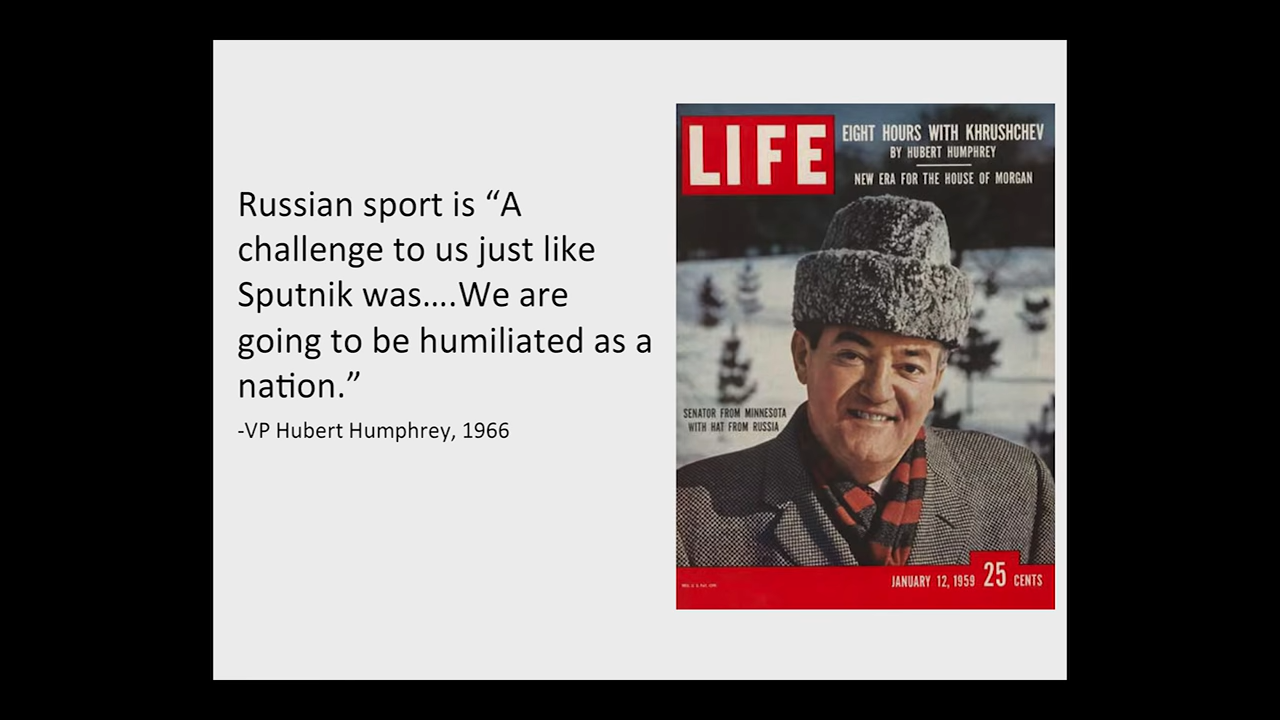 Russian sport is “A
challenge to us just like
Sputnik was....We are
going to be humiliated as a
nation.”
-VP Hubert Humphrey, 1966
LIFE
EIGHT HOURS WITH KHRUSHCHEV
BY HUBERT HUMPHREY
NEW ERA FOR THE HOUSE OF MORGAN
SENATOR FROM MINNESOTA
WITH HAT FROM RUSSIA
JANUARY 12, 1959 25 CENTS